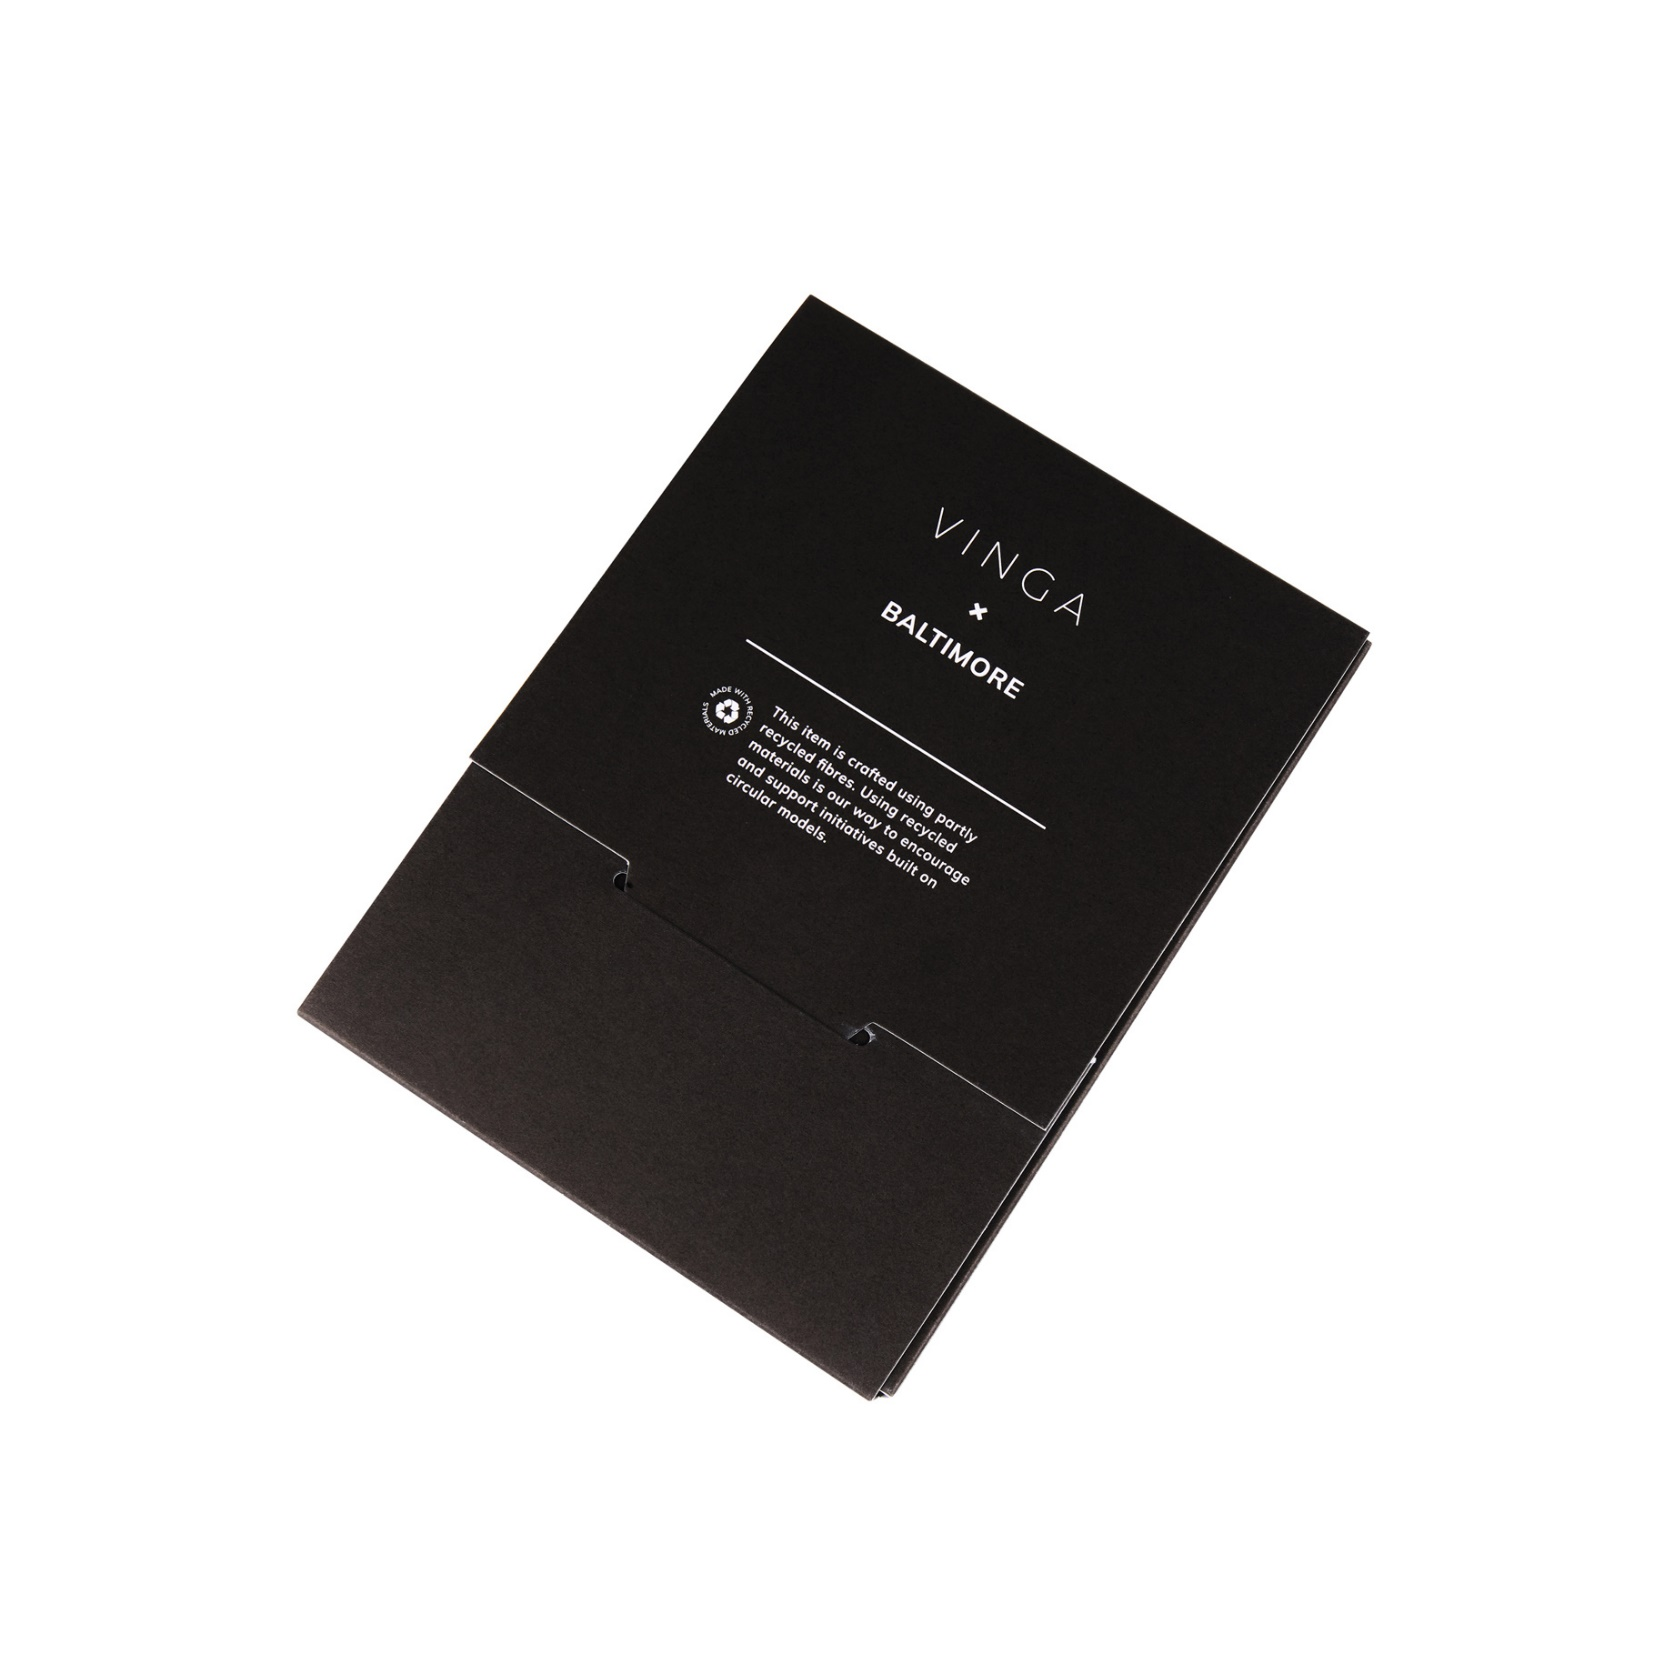 VINGA
×
BALTIMORE
MADE WITH RECYCLED MATERIALS
This item is crafted using partly
recycled fibres. Using recycled
materials is our way to encourage
and support initiatives built on
circular models.